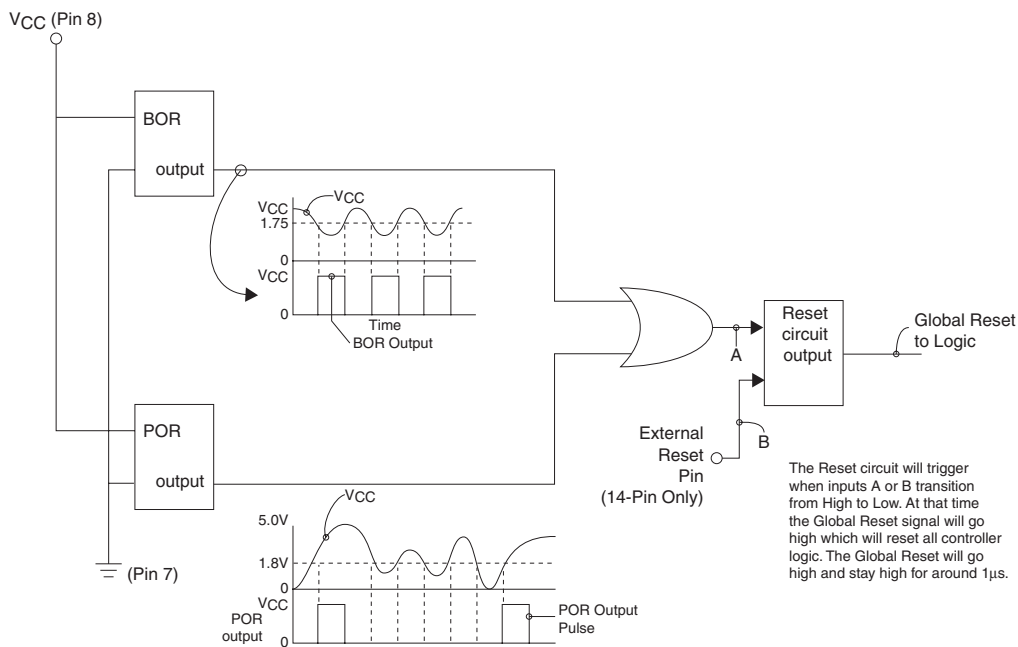 VCC (Pin 8)
BOR
output
VCC
VCC
1.75
0
VCC
0
Time
BOR Output
A
Reset
circuit
output
Global Reset
to Logic
POR
output
External
Reset
Pin
(14-Pin Only)
B
The Reset circuit will trigger
when inputs A or B transition
from High to Low. At that time
the Global Reset signal will go
high which will reset all controller
logic. The Global Reset will go
high and stay high for around 1µs.
(Pin 7)
VCC
5.0V
1.8V
0
VCC
POR
output
0
POR Output
Pulse